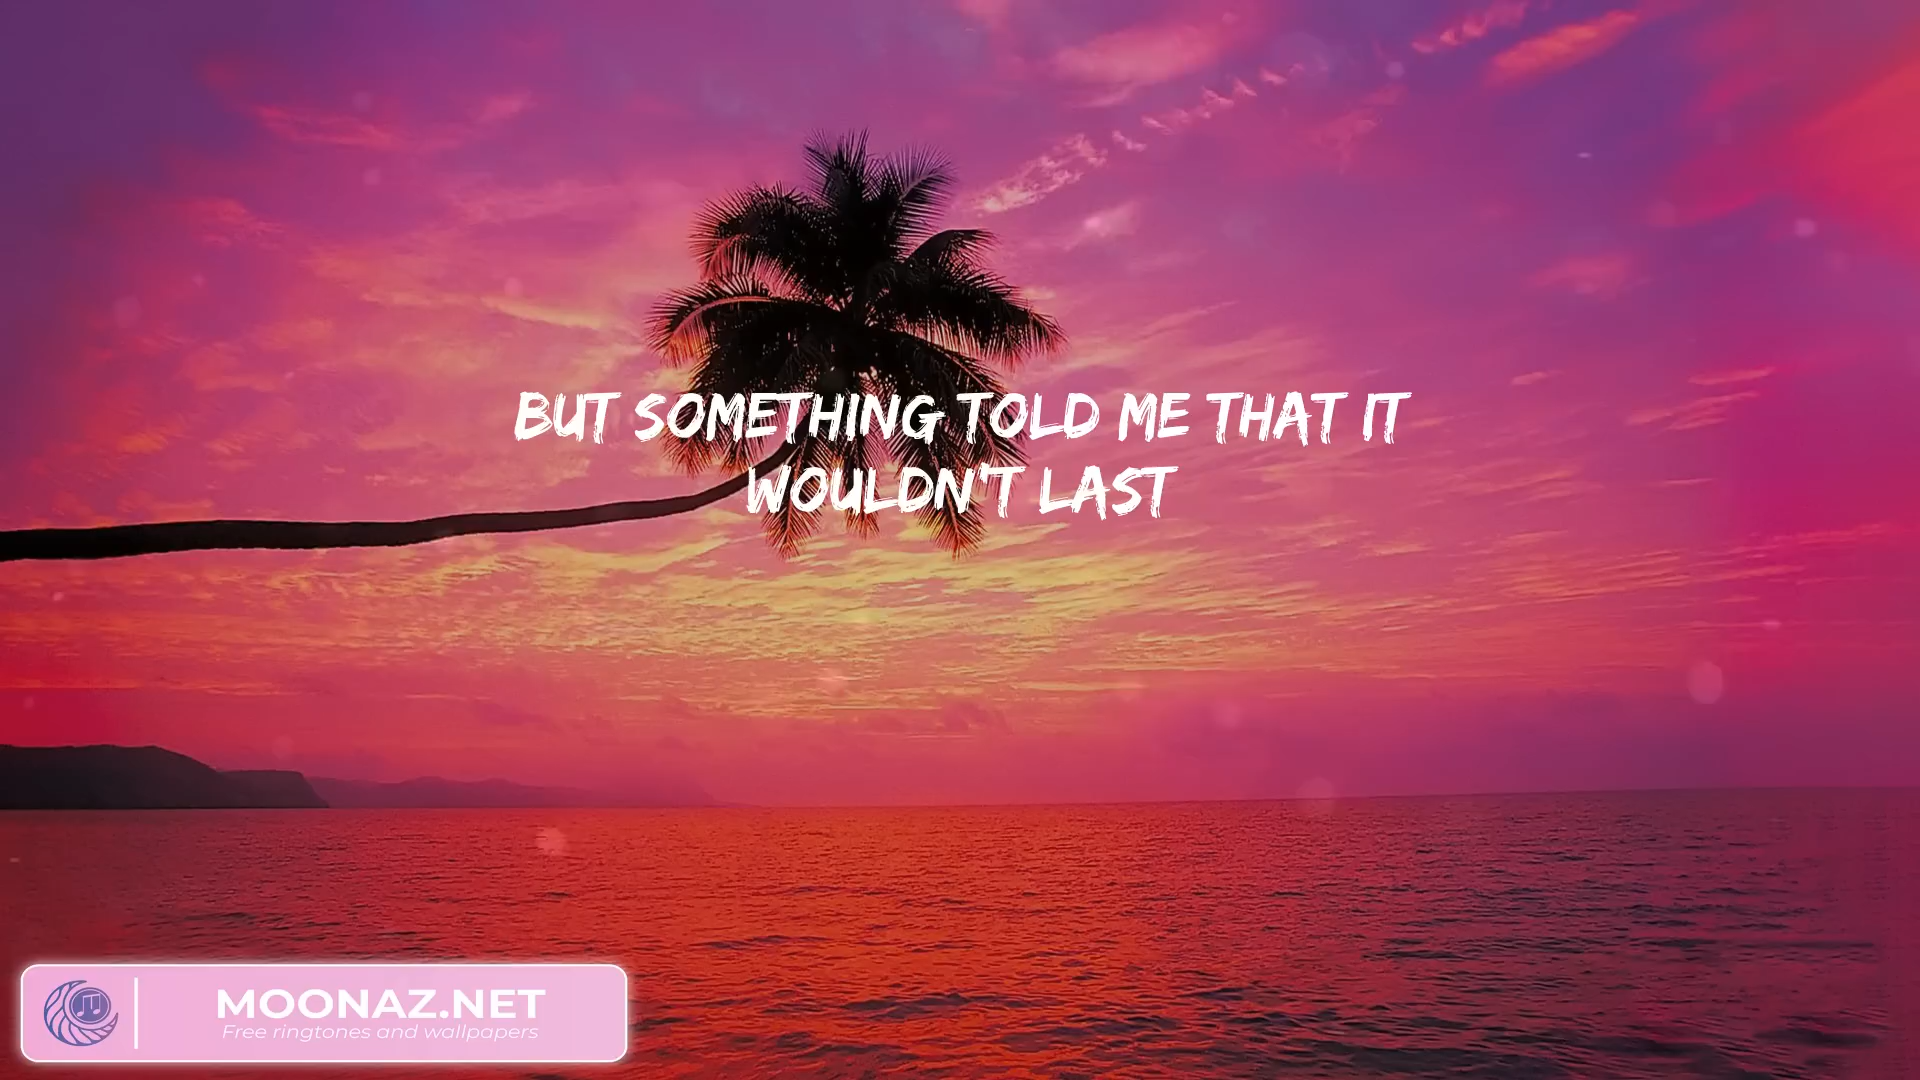 BUT SOMETHING TOLD ME THAT IT
WOULDN'T LAST
MOONAZ.NET
Free ringtones and wallpapers